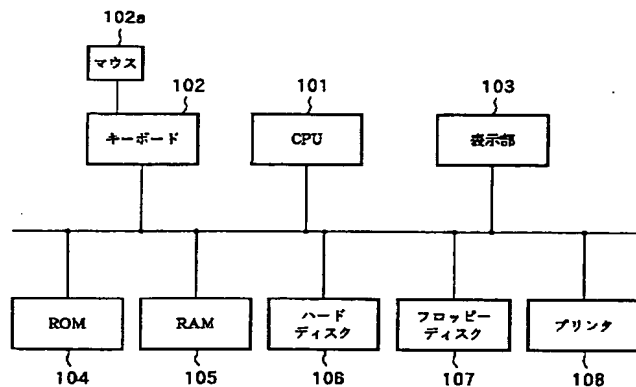 102a
マウス
102
101
103
キーボード
CPU
表示部
ROM
RAM
ハード
ディスク
フロッピー
ディスク
プリンタ
104
105
106
107
108